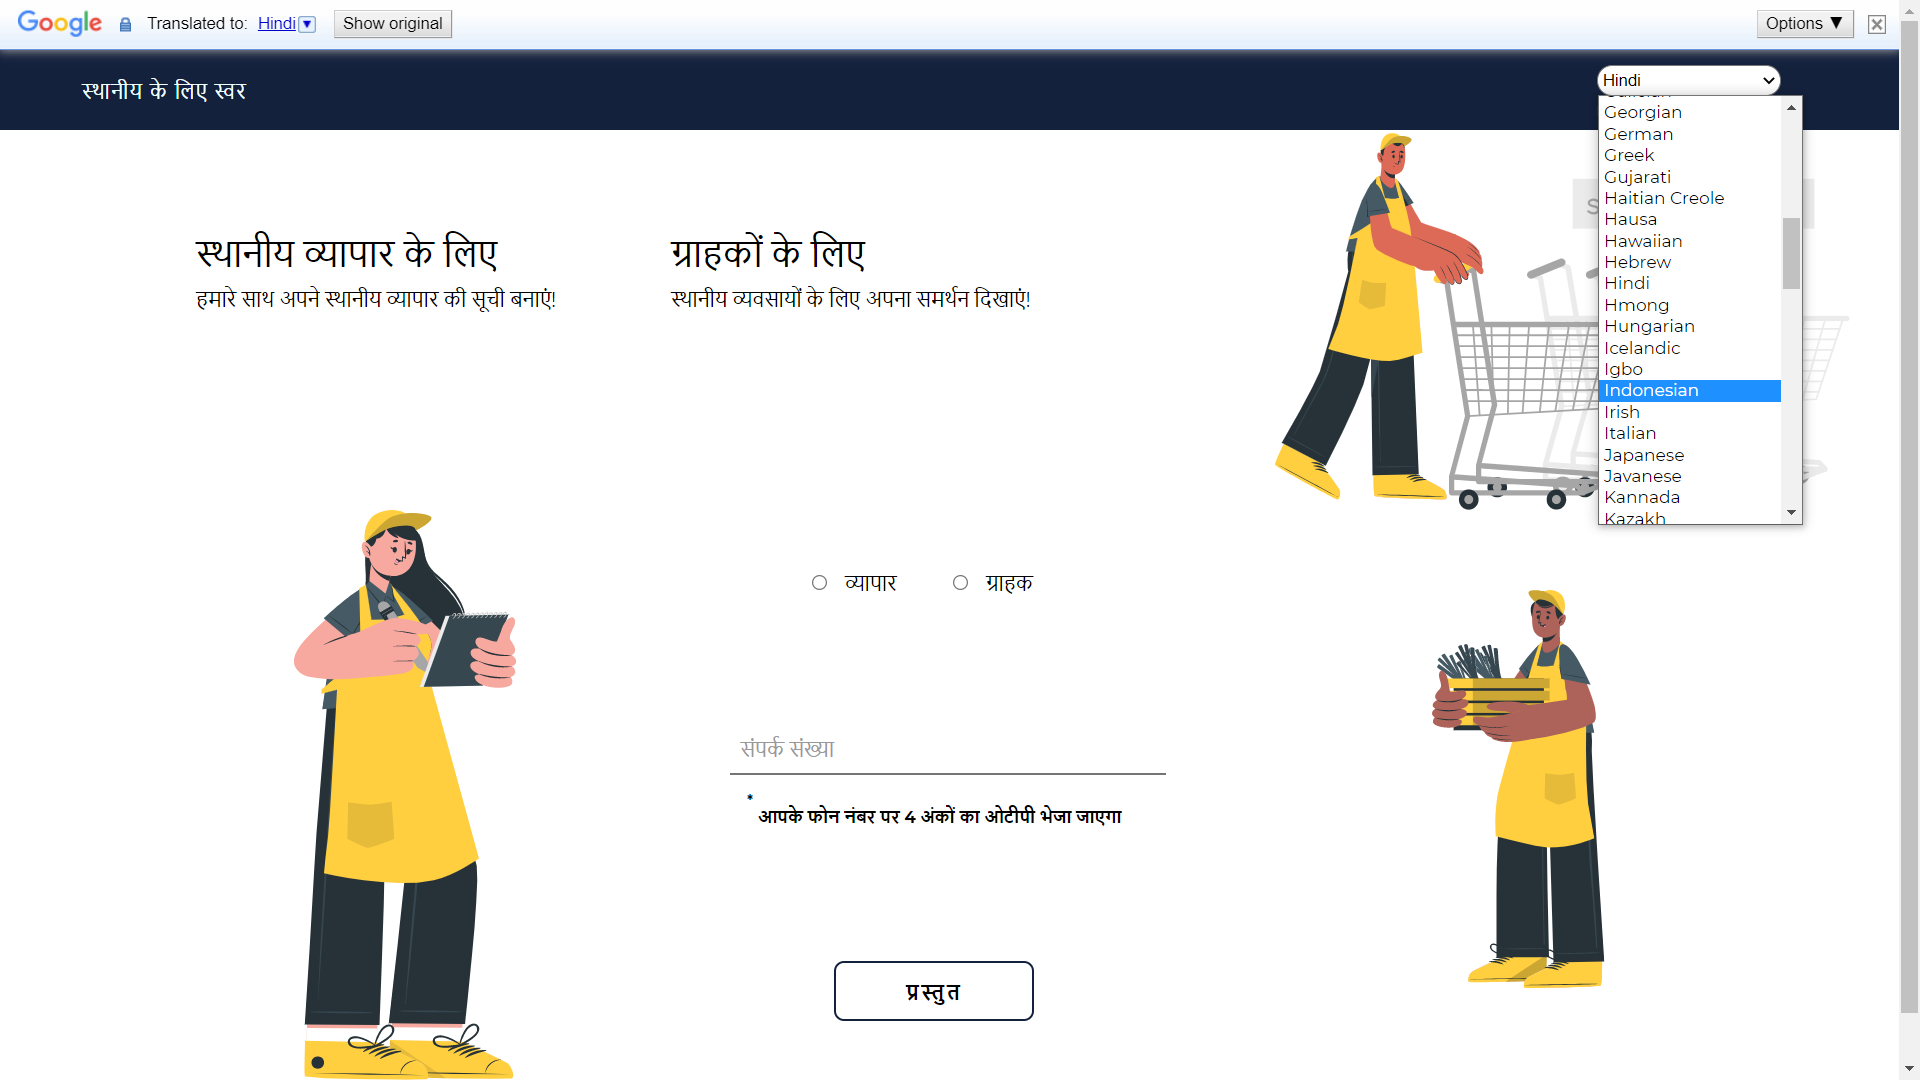 Google Translated to: Hindi ▼ Show original Options ▼
स्थानीय के लिए स्वर
Hindi
Georgian
German
Greek
Gujarati
Haitian Creole
Hausa
Hawaiian
Hebrew
Hindi
Hmong
Hungarian
Icelandic
Igbo
Indonesian
Irish
Italian
Japanese
Javanese
Kannada
Kazakh
स्थानीय व्यापार के लिए
हमारे साथ अपने स्थानीय व्यापार की सूची बनाएं!
ग्राहकों के लिए
स्थानीय व्यवसायों के लिए अपना समर्थन दिखाएं!
व्यापार ग्राहक
संपर्क संख्या
*
आपके फोन नंबर पर 4 अंकों का ओटीपी भेजा जाएगा
प्रस्तुत